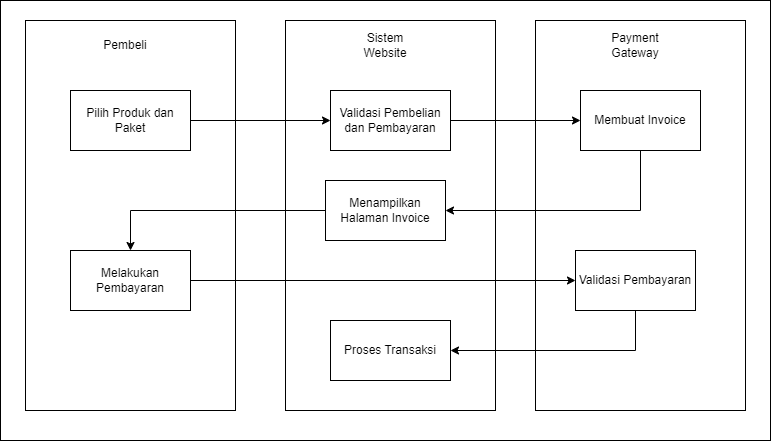 Pembeli
Sistem
Website
Payment
Gateway
Pilih Produk dan
Paket
Validasi Pembelian
dan Pembayaran
Membuat Invoice
Menampilkan
Halaman Invoice
Melakukan
Pembayaran
Validasi Pembayaran
Proses Transaksi